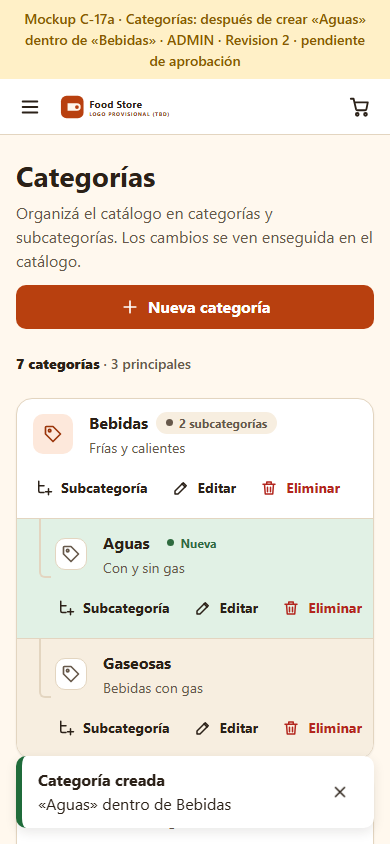 Mockup C-17a · Categorías: después de crear «Aguas»
dentro de «Bebidas» · ADMIN · Revision 2 · pendiente
de aprobación
Food Store
LOGO PROVISIONAL (TBD)
Categorías
Organizá el catálogo en categorías y
subcategorías. Los cambios se ven enseguida en el
catálogo.
Nueva categoría
7 categorías · 3 principales
Bebidas 2 subcategorías
Frías y calientes
Subcategoría Editar Eliminar
Aguas Nueva
Con y sin gas
Subcategoría Editar Eliminar
Gaseosas
Bebidas con gas
Subcategoría Editar Eliminar
Categoría creada
«Aguas» dentro de Bebidas